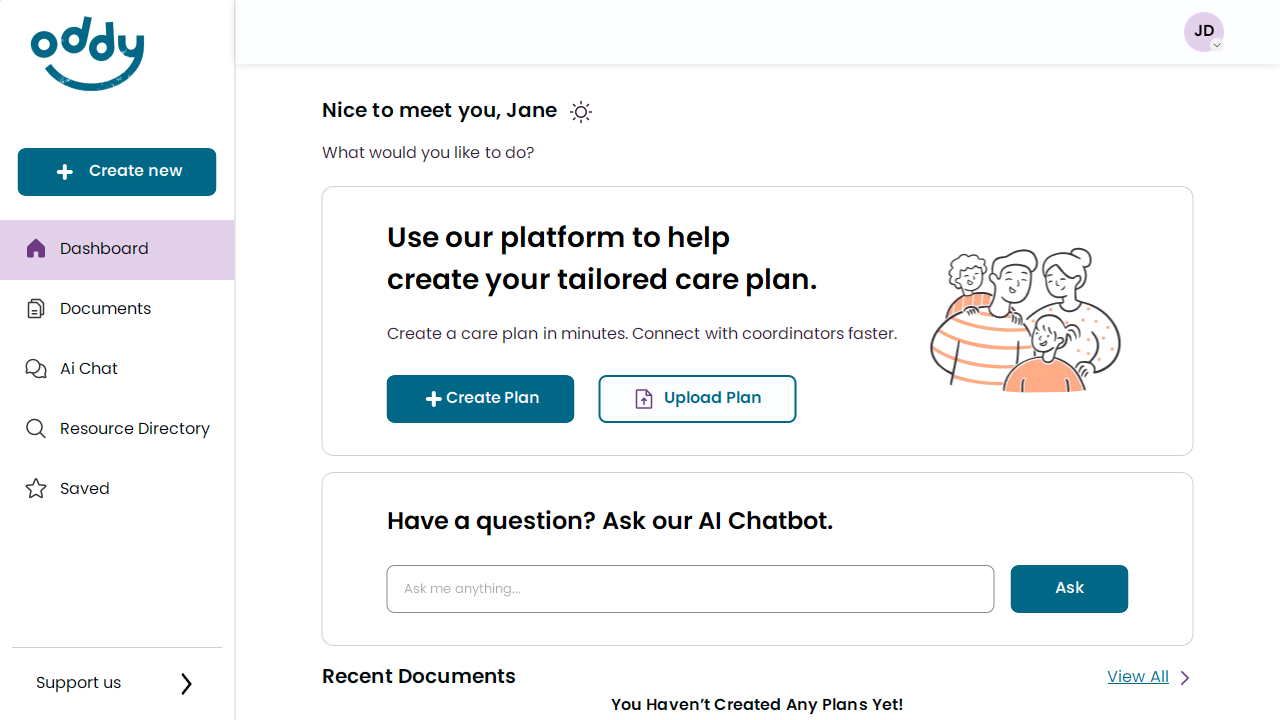 oddy
JD
Create new
Dashboard
Documents
Ai Chat
Resource Directory
Saved
Support us
Nice to meet you, Jane
What would you like to do?
Use our platform to help
create your tailored care plan.
Create a care plan in minutes. Connect with coordinators faster.
Create Plan
Upload Plan
Have a question? Ask our AI Chatbot.
Ask me anything...
Ask
Recent Documents
View All
You Haven’t Created Any Plans Yet!